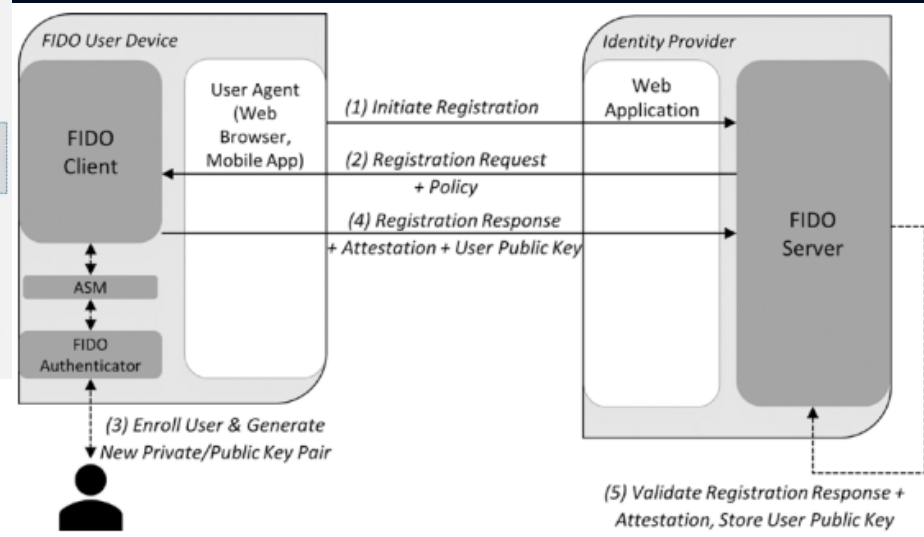 FIDO User Device
FIDO
Client
User Agent
(Web
Browser,
Mobile App)
ASM
FIDO
Authenticator
(1) Initiate Registration
(2) Registration Request
+ Policy
(4) Registration Response
+ Attestation + User Public Key
(3) Enroll User & Generate
New Private/Public Key Pair
Identity Provider
Web
Application
FIDO
Server
(5) Validate Registration Response +
Attestation, Store User Public Key